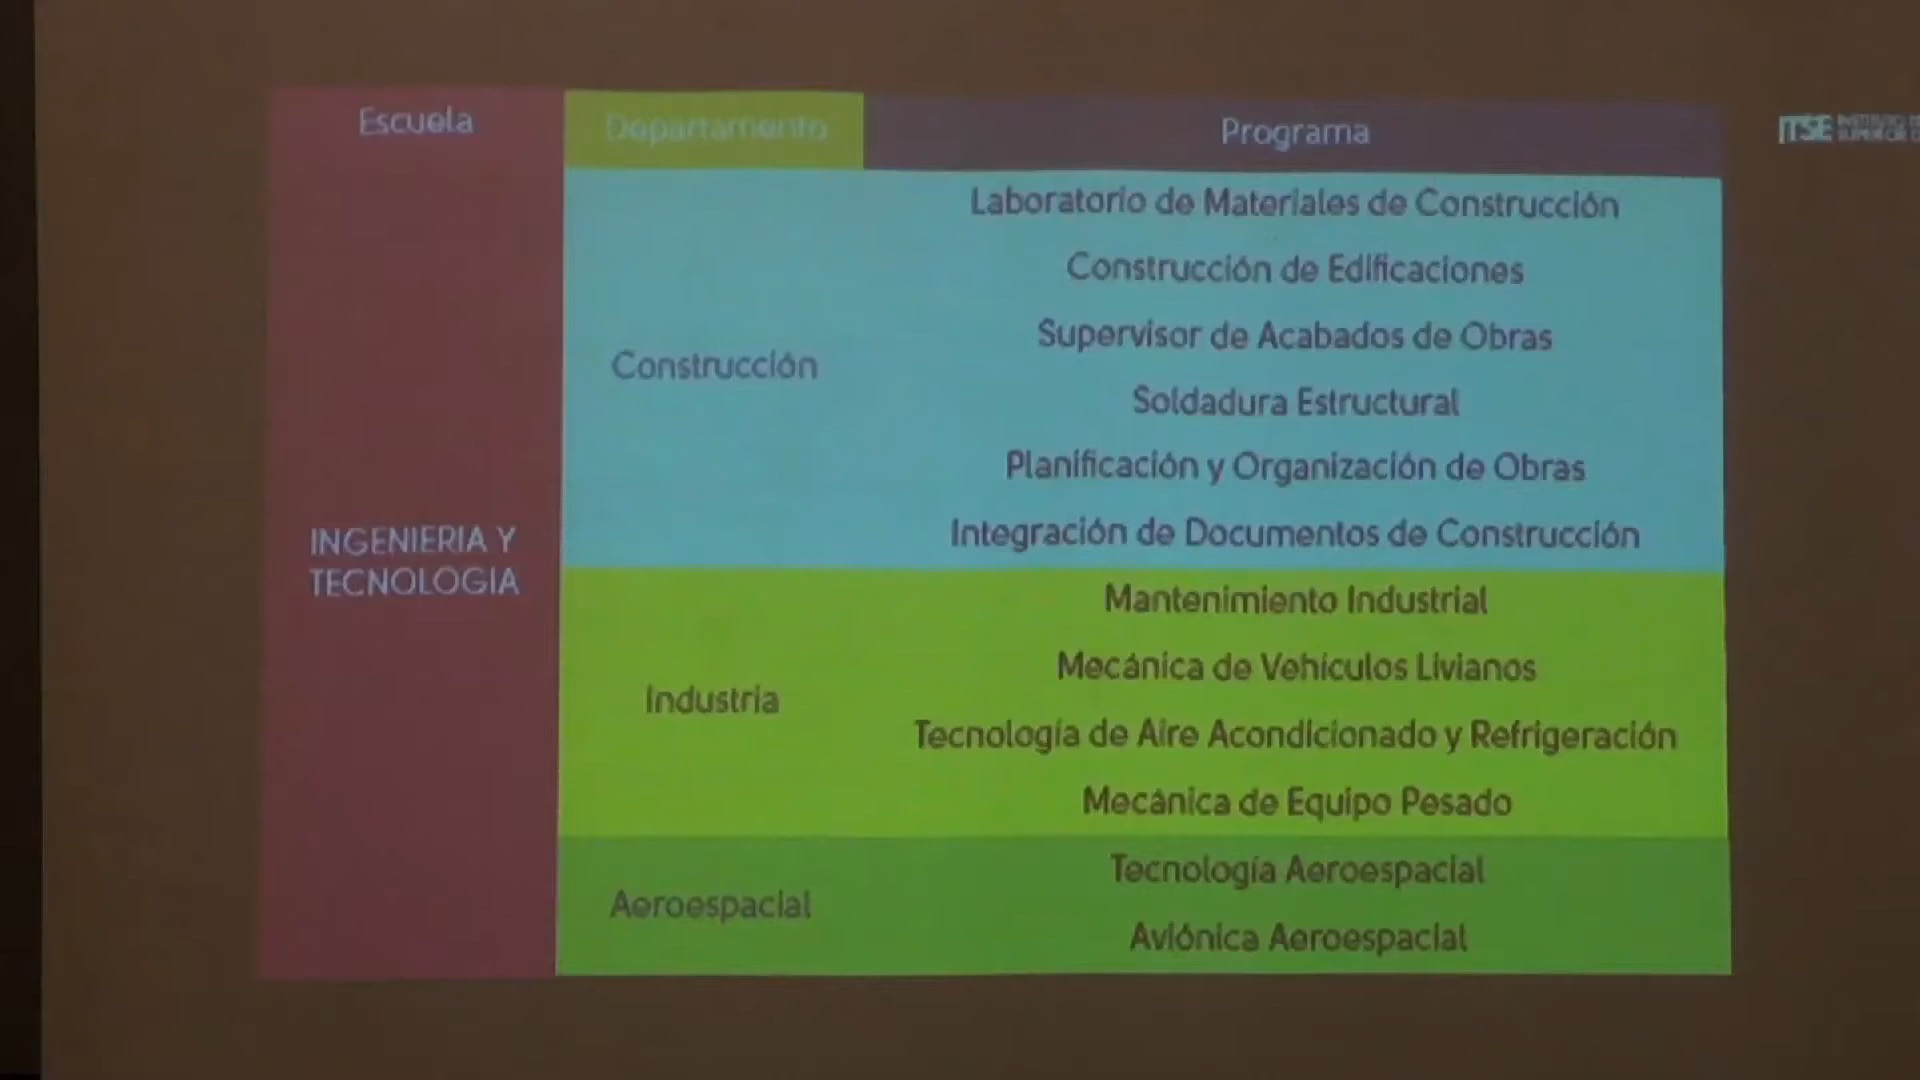 Escuela
Departamento
Programa
ITSE
Laboratorio de Materiales de Construcción
Construcción de Edificaciones
Supervisor de Acabados de Obras
Construcción
Soldadura Estructural
Planificación y Organización de Obras
Integración de Documentos de Construcción
INGENIERIA Y
TECNOLOGIA
Mantenimiento Industrial
Mecánica de Vehículos Livianos
Industria
Tecnología de Aire Acondicionado y Refrigeración
Mecánica de Equipo Pesado
Tecnología Aeroespacial
Aeroespacial
Aviónica Aeroespacial